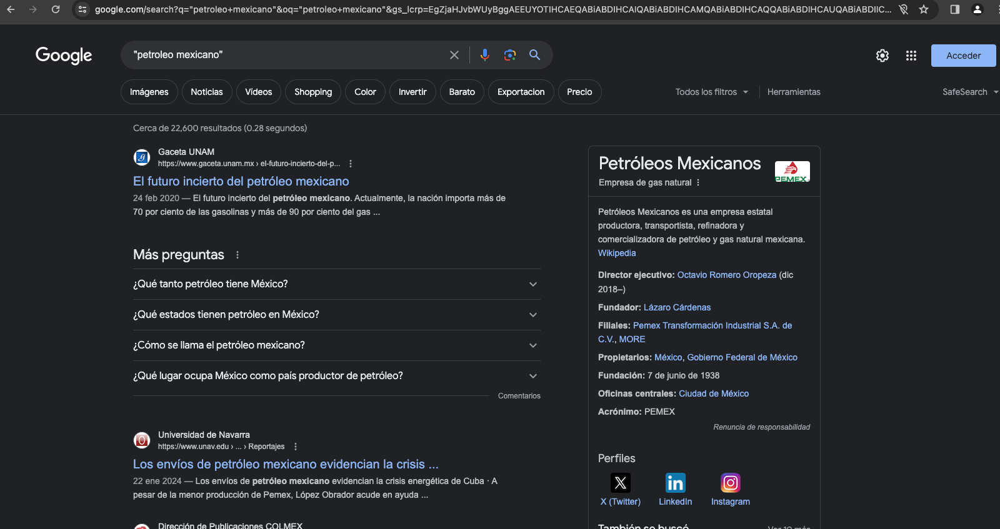 google.com/search?q="petroleo+mexicano"&oq="petroleo+mexicano"&gs_lcrp=EgZjaHJvbWUyBggAEEUYOTIHCAEQABiABDIHCAIQABiABDIHCAMQABiABDIHCAQQABiABDIHCAUQABiABDIIC...
Google
"petroleo mexicano"
Acceder
Imágenes
Noticias
Vídeos
Shopping
Color
Invertir
Barato
Exportacion
Precio
Todos los filtros
Herramientas
SafeSearch
Cerca de 22,600 resultados (0.28 segundos)
Gaceta UNAM
https://www.gaceta.unam.mx › el-futuro-incierto-del-p...
El futuro incierto del petróleo mexicano
24 feb 2020 — El futuro incierto del petróleo mexicano. Actualmente, la nación importa más de
70 por ciento de las gasolinas y más de 90 por ciento del gas ...
Más preguntas
¿Qué tanto petróleo tiene México?
¿Qué estados tienen petróleo en México?
¿Cómo se llama el petróleo mexicano?
¿Qué lugar ocupa México como país productor de petróleo?
Comentarios
Universidad de Navarra
https://www.unav.edu › ... › Reportajes
Los envíos de petróleo mexicano evidencian la crisis ...
22 ene 2024 — Los envíos de petróleo mexicano evidencian la crisis energética de Cuba · A
pesar de la menor producción de Pemex, López Obrador acude en ayuda ...
Dirección de Publicaciones COLMEX
Petróleos Mexicanos
PEMEX
Empresa de gas natural
Petróleos Mexicanos es una empresa estatal
productora, transportista, refinadora y
comercializadora de petróleo y gas natural mexicana.
Wikipedia
Director ejecutivo: Octavio Romero Oropeza (dic
2018–)
Fundador: Lázaro Cárdenas
Filiales: Pemex Transformación Industrial S.A. de
C.V., MORE
Propietarios: México, Gobierno Federal de México
Fundación: 7 de junio de 1938
Oficinas centrales: Ciudad de México
Acrónimo: PEMEX
Renuncia de responsabilidad
Perfiles
X (Twitter)
LinkedIn
Instagram
También se buscó
Ver 10 más